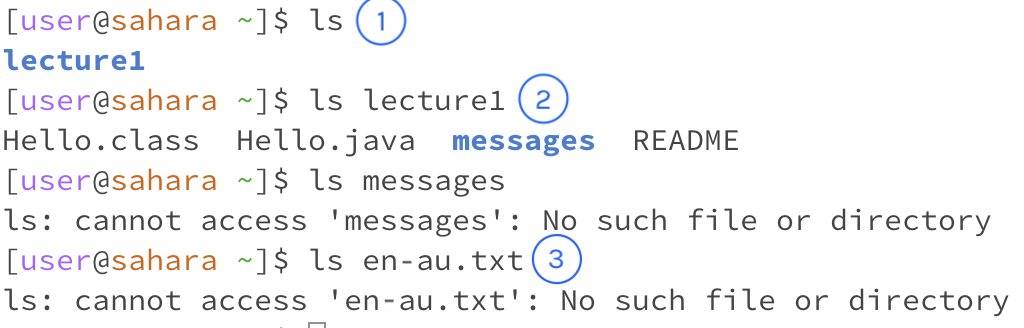 [user@sahara ~]$ ls 1
lecture1
[user@sahara ~]$ ls lecture1 2
Hello.class  Hello.java  messages  README
[user@sahara ~]$ ls messages
ls: cannot access 'messages': No such file or directory
[user@sahara ~]$ ls en-au.txt 3
ls: cannot access 'en-au.txt': No such file or directory